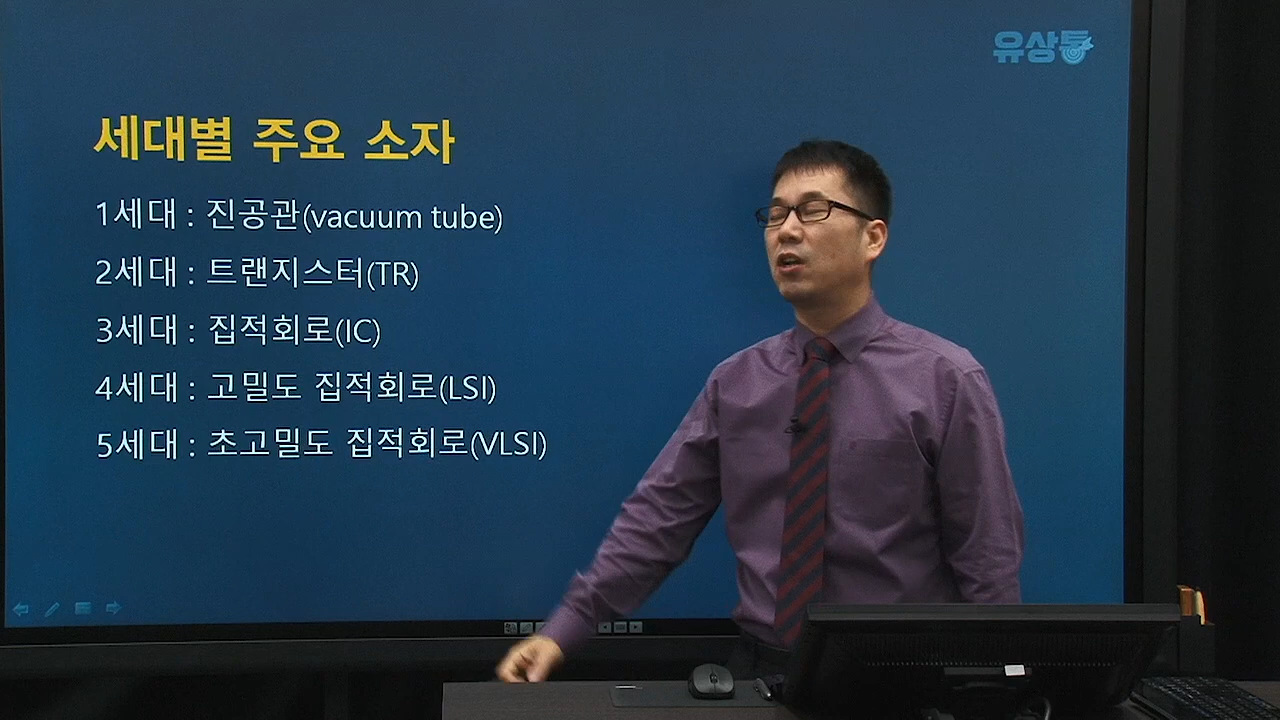 유상통
세대별 주요 소자
1세대 : 진공관(vacuum tube)
2세대 : 트랜지스터(TR)
3세대 : 집적회로(IC)
4세대 : 고밀도 집적회로(LSI)
5세대 : 초고밀도 집적회로(VLSI)